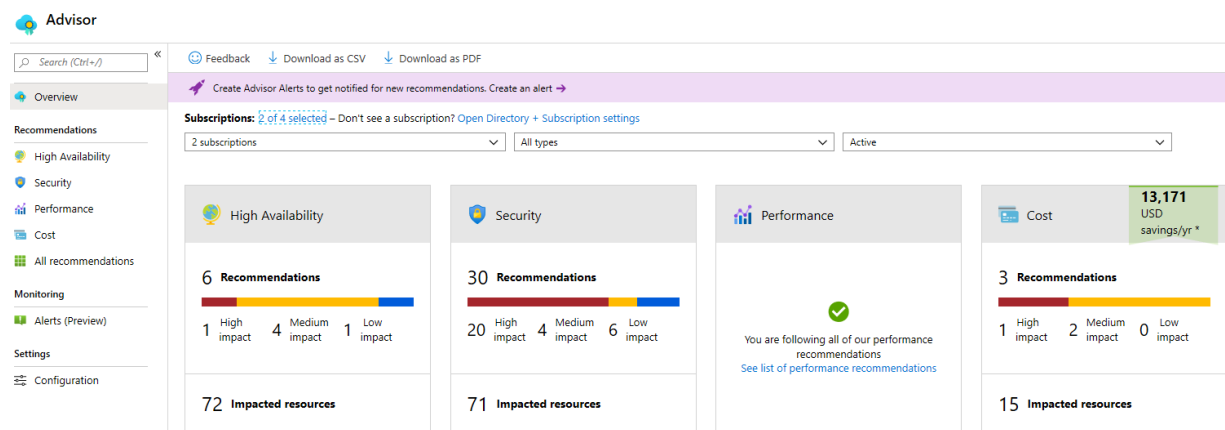 Advisor
Search (Ctrl+/)
«
Overview
Recommendations
High Availability
Security
Performance
Cost
All recommendations
Monitoring
Alerts (Preview)
Settings
Configuration
Feedback
Download as CSV
Download as PDF
Create Advisor Alerts to get notified for new recommendations. Create an alert →
Subscriptions: 2 of 4 selected – Don't see a subscription? Open Directory + Subscription settings
2 subscriptions
All types
Active
High Availability
6 Recommendations
1 High impact
4 Medium impact
1 Low impact
72 Impacted resources
Security
30 Recommendations
20 High impact
4 Medium impact
6 Low impact
71 Impacted resources
Performance
You are following all of our performance
recommendations
See list of performance recommendations
Cost
13,171
USD
savings/yr *
3 Recommendations
1 High impact
2 Medium impact
0 Low impact
15 Impacted resources